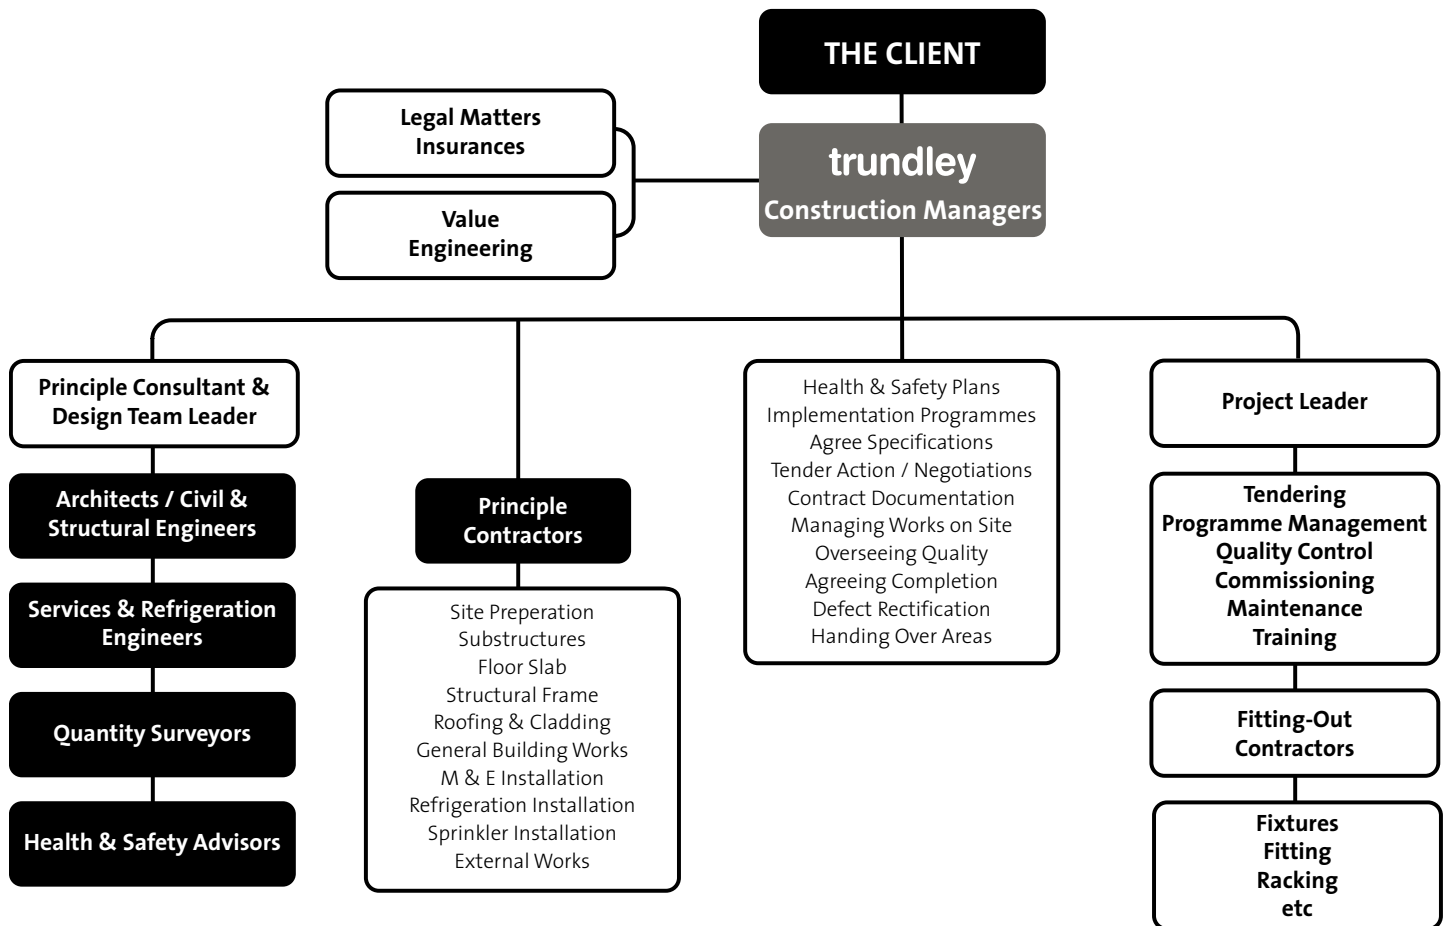 THE CLIENT
trundley
Construction Managers
Legal Matters
Insurances
Value
Engineering
Principle Consultant &
Design Team Leader
Architects / Civil &
Structural Engineers
Services & Refrigeration
Engineers
Quantity Surveyors
Health & Safety Advisors
Principle
Contractors
Site Preperation
Substructures
Floor Slab
Structural Frame
Roofing & Cladding
General Building Works
M & E Installation
Refrigeration Installation
Sprinkler Installation
External Works
Health & Safety Plans
Implementation Programmes
Agree Specifications
Tender Action / Negotiations
Contract Documentation
Managing Works on Site
Overseeing Quality
Agreeing Completion
Defect Rectification
Handing Over Areas
Project Leader
Tendering
Programme Management
Quality Control
Commissioning
Maintenance
Training
Fitting-Out
Contractors
Fixtures
Fitting
Racking
etc